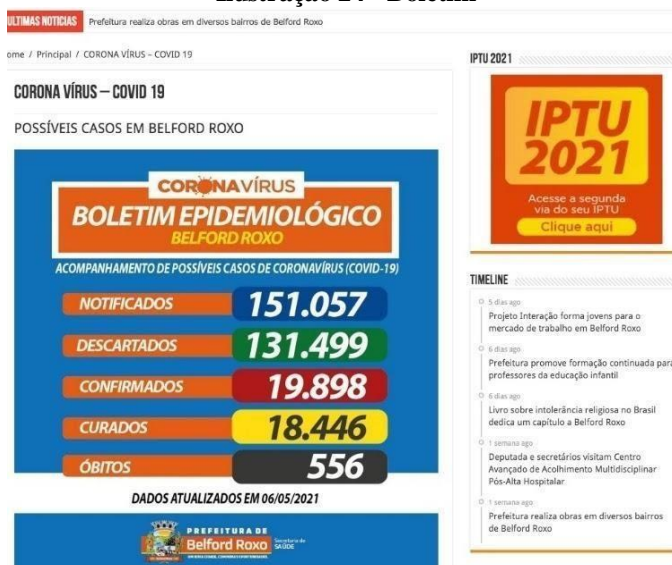 ULTIMAS NOTICIAS Prefeitura realiza obras em diversos bairros de Belford Roxo
ome / Principal / CORONA VÍRUS – COVID 19
CORONA VÍRUS – COVID 19
POSSÍVEIS CASOS EM BELFORD ROXO
CORONAVÍRUS
BOLETIM EPIDEMIOLÓGICO
BELFORD ROXO
ACOMPANHAMENTO DE POSSÍVEIS CASOS DE CORONAVÍRUS (COVID-19)
NOTIFICADOS 151.057
DESCARTADOS 131.499
CONFIRMADOS 19.898
CURADOS 18.446
ÓBITOS 556
DADOS ATUALIZADOS EM 06/05/2021
PREFEITURA DE
Belford Roxo
Secretaria de
SAÚDE
IPTU 2021
IPTU
2021
Acesse a segunda
via do seu IPTU
Clique aqui
TIMELINE
5 dias ago
Projeto Interação forma jovens para o
mercado de trabalho em Belford Roxo
6 dias ago
Prefeitura promove formação continuada para
professores da educação infantil
6 dias ago
Livro sobre intolerância religiosa no Brasil
dedica um capítulo a Belford Roxo
1 semana ago
Deputada e secretários visitam Centro
Avançado de Acolhimento Multidisciplinar
Pós-Alta Hospitalar
1 semana ago
Prefeitura realiza obras em diversos bairros
de Belford Roxo